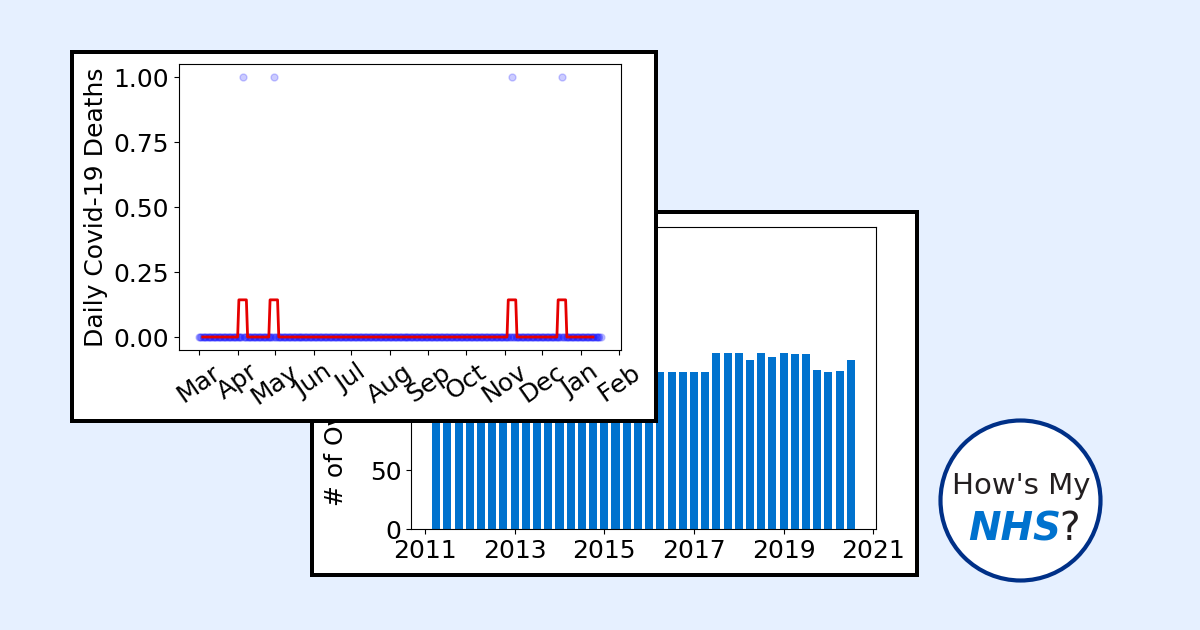 Daily Covid-19 Deaths
1.00
0.75
0.50
0.25
0.00
Mar
Apr
May
Jun
Jul
Aug
Sep
Oct
Nov
Dec
Jan
Feb
# of
50
0
2011
2013
2015
2017
2019
2021
How's My
NHS?